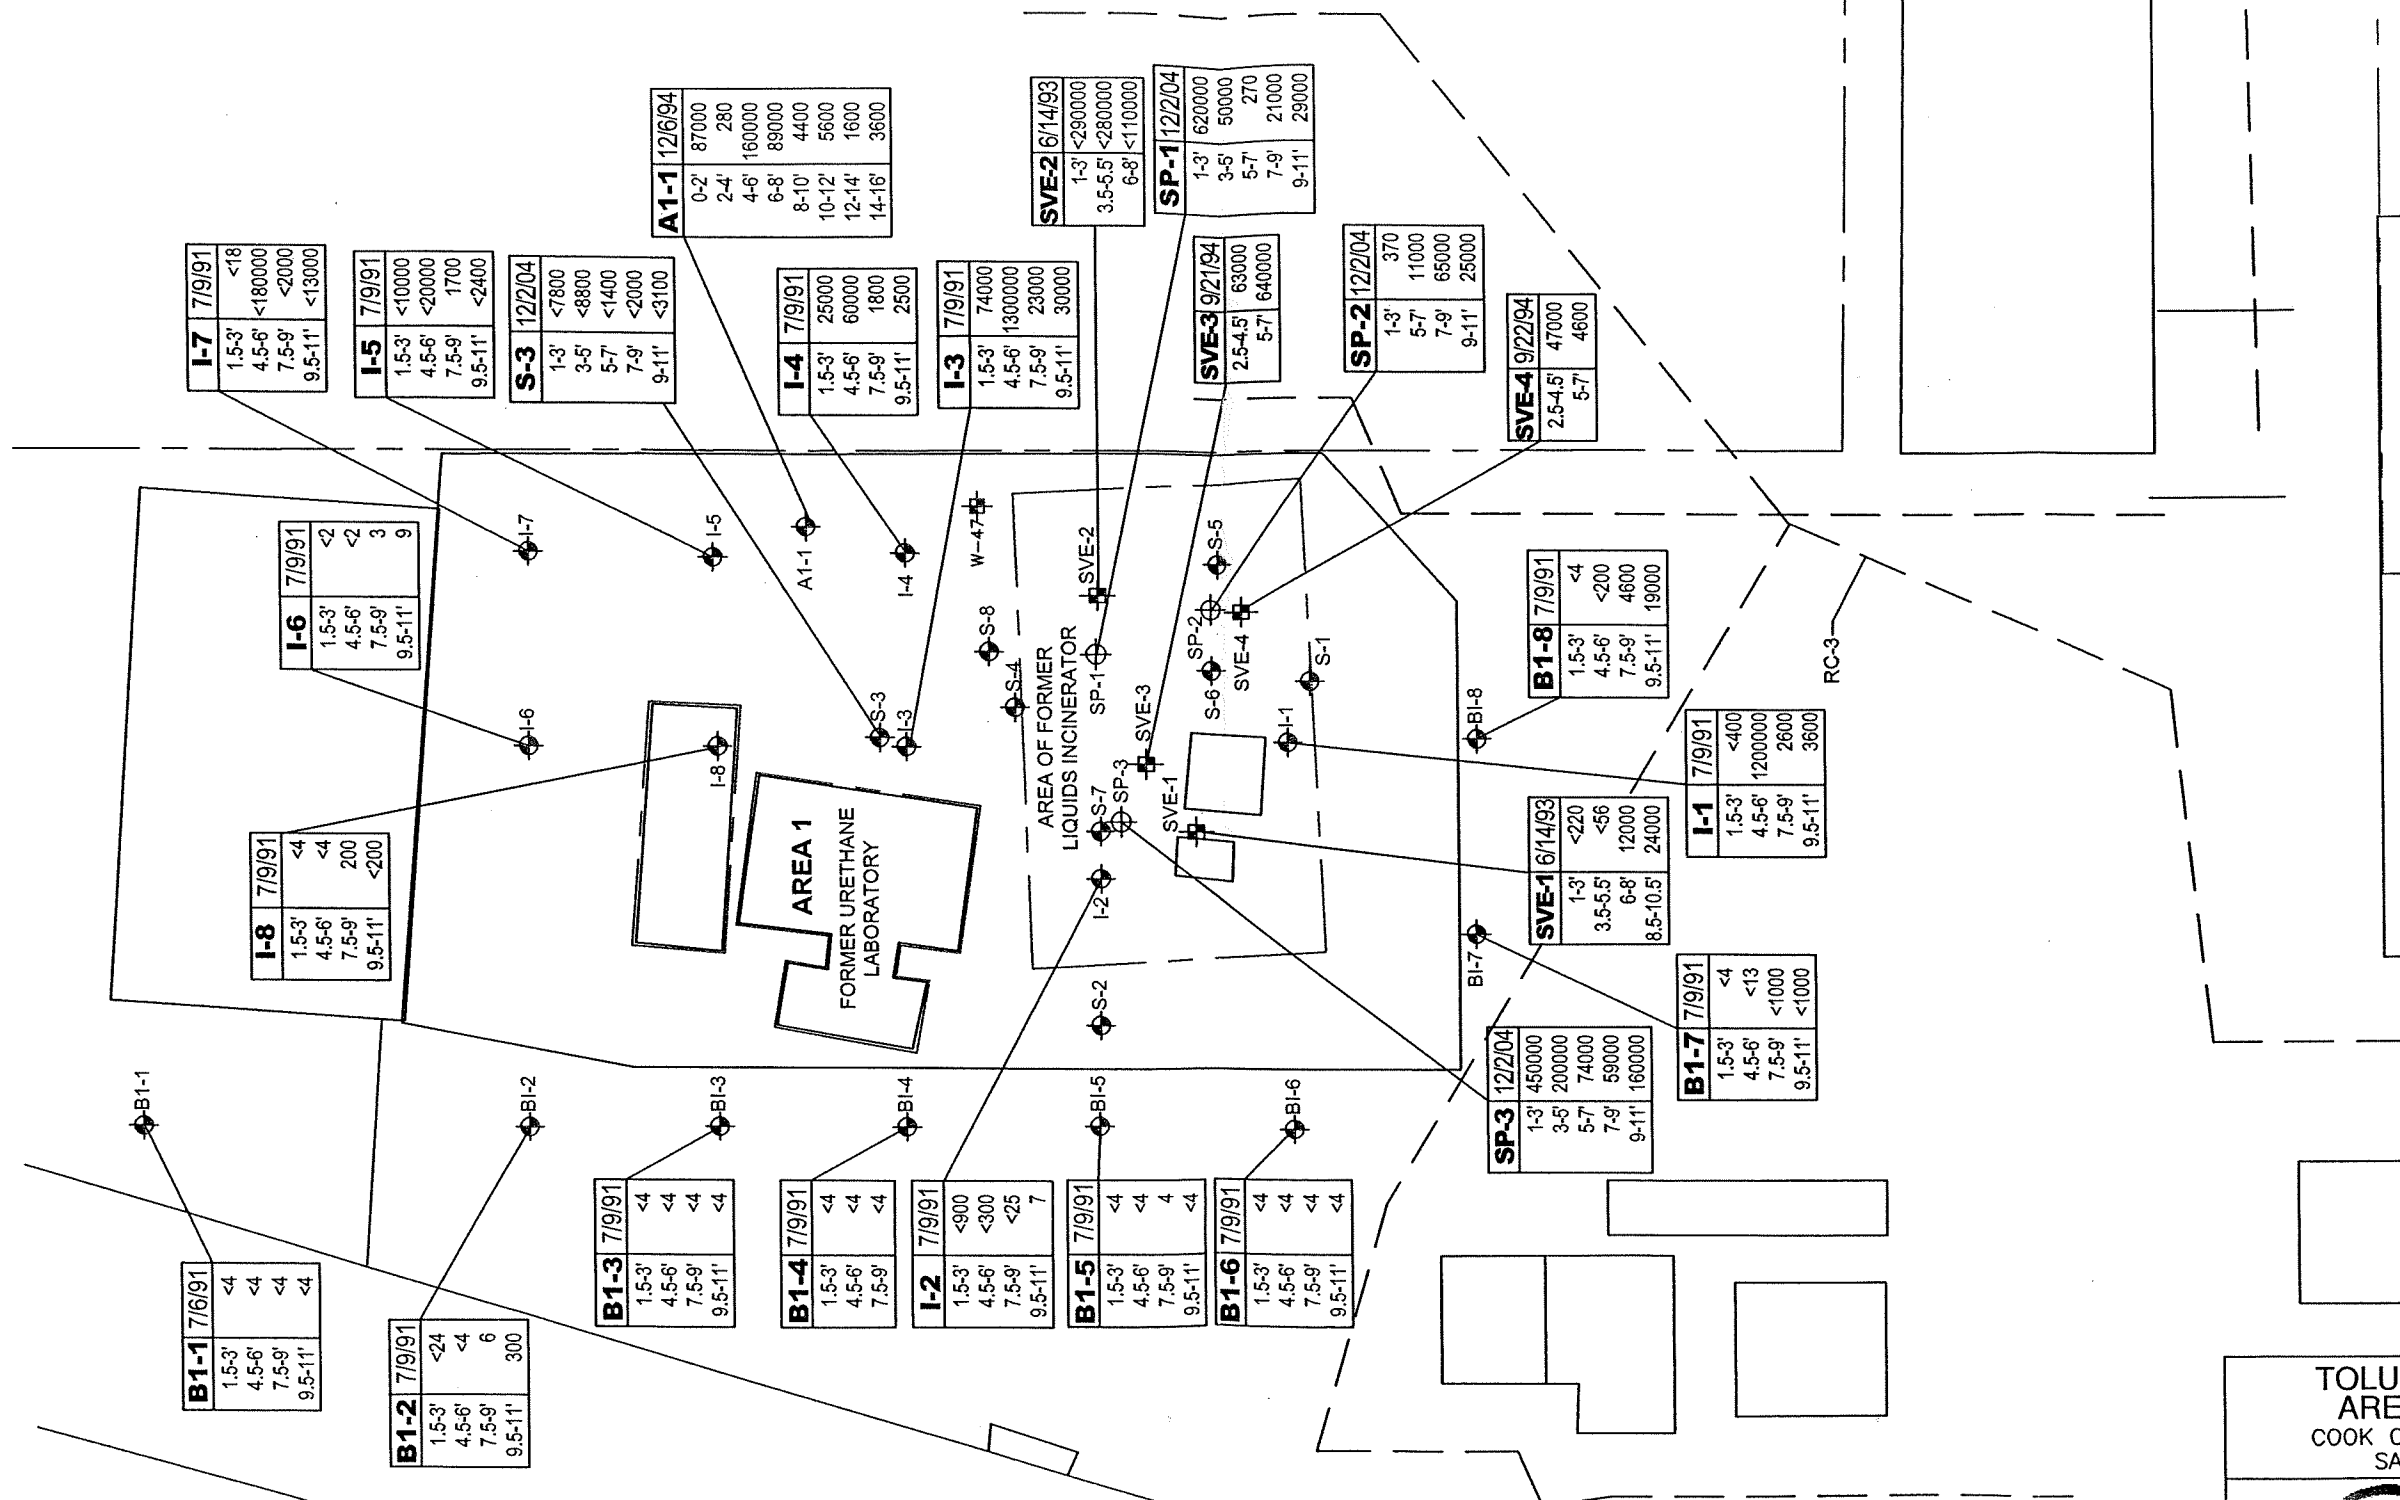 I-7 7/9/91
1.5-3' <18
4.5-6' <180000
7.5-9' <2000
9.5-11' <13000
I-5 7/9/91
1.5-3' <10000
4.5-6' <20000
7.5-9' 1700
9.5-11' <2400
S-3 12/2/04
1-3' <7800
3-5' <8800
5-7' <1400
7-9' <2000
9-11' <3100
A1-1 12/6/94
0-2' 87000
2-4' 280
4-6' 160000
6-8' 89000
8-10' 4400
10-12' 5600
12-14' 1600
14-16' 3600
I-4 7/9/91
1.5-3' 25000
4.5-6' 60000
7.5-9' 1800
9.5-11' 2500
I-3 7/9/91
1.5-3' 74000
4.5-6' 1300000
7.5-9' 23000
9.5-11' 30000
SVE-2 6/14/93
1-3' <290000
3.5-5.5' <280000
6-8' <110000
SP-1 12/2/04
1-3' 620000
3-5' 50000
5-7' 270
7-9' 21000
9-11' 29000
SVE-3 9/21/94
2.5-4.5' 63000
5-7' 640000
SP-2 12/2/04
1-3' 370
5-7' 11000
7-9' 65000
9-11' 25000
SVE-4 9/22/94
2.5-4.5' 47000
5-7' 4600
I-6 7/9/91
1.5-3' <2
4.5-6' <2
7.5-9' 3
9.5-11' 9
I-8 7/9/91
1.5-3' <4
4.5-6' <4
7.5-9' 200
9.5-11' <200
B1-8 7/9/91
1.5-3' <4
4.5-6' <200
7.5-9' 4600
9.5-11' 19000
I-1 7/9/91
1.5-3' <400
4.5-6' 1200000
7.5-9' 2600
9.5-11' 3600
SVE-1 6/14/93
1-3' <220
3.5-5.5' <56
6-8' 12000
8.5-10.5' 24000
B1-7 7/9/91
1.5-3' <4
4.5-6' <13
7.5-9' <1000
9.5-11' <1000
SP-3 12/2/04
1-3' 450000
3-5' 200000
5-7' 74000
7-9' 59000
9-11' 160000
B1-1 7/6/91
1.5-3' <4
4.5-6' <4
7.5-9' <4
9.5-11' <4
B1-2 7/9/91
1.5-3' <24
4.5-6' <4
7.5-9' 6
9.5-11' 300
B1-3 7/9/91
1.5-3' <4
4.5-6' <4
7.5-9' <4
9.5-11' <4
B1-4 7/9/91
1.5-3' <4
4.5-6' <4
7.5-9' <4
I-2 7/9/91
1.5-3' <900
4.5-6' <300
7.5-9' <25
9.5-11' 7
B1-5 7/9/91
1.5-3' <4
4.5-6' <4
7.5-9' 4
9.5-11' <4
B1-6 7/9/91
1.5-3' <4
4.5-6' <4
7.5-9' <4
9.5-11' <4
I-7
I-5
A1-1
I-4
W-47
SVE-2
S-5
I-6
I-8
S-3
I-3
S-8
S-4
SP-1
SP-2
SVE-4
S-6
S-1
SVE-3
SP-3
S-7
SVE-1
I-1
I-2
S-2
BI-8
BI-7
B1-1
BI-2
BI-3
BI-4
BI-5
BI-6
RC-3
AREA 1
FORMER URETHANE
LABORATORY
AREA OF FORMER
LIQUIDS INCINERATOR
TOLU
ARE
COOK C
SA